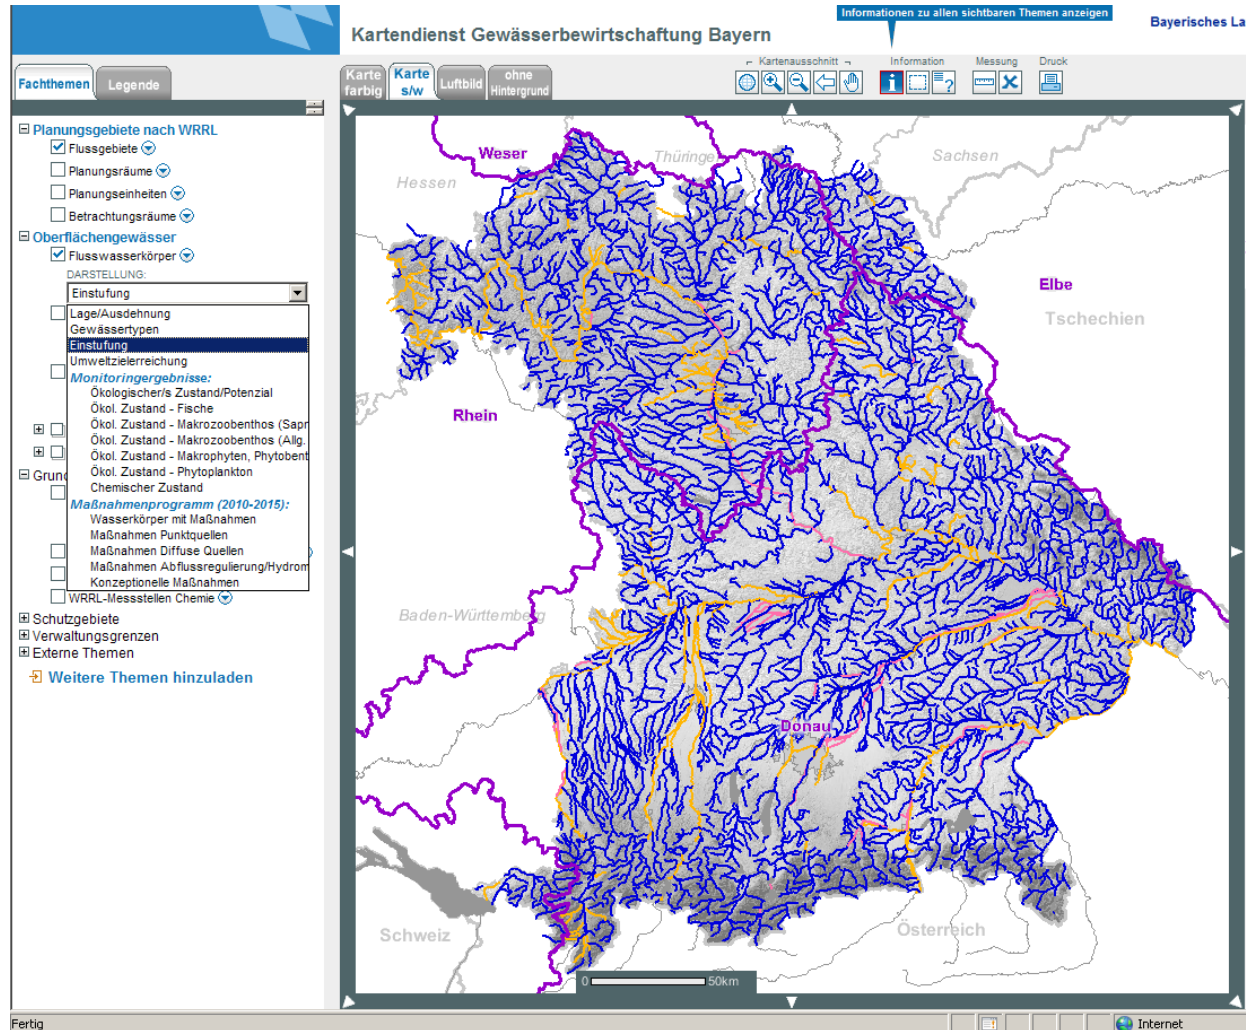 Informationen zu allen sichtbaren Themen anzeigen
Bayerisches La
Kartendienst Gewässerbewirtschaftung Bayern
Fachthemen
Legende
Karte farbig
Karte s/w
Luftbild
ohne Hintergrund
Kartenausschnitt
Information
Messung
Druck
Planungsgebiete nach WRRL
Flussgebiete
Planungsräume
Planungseinheiten
Betrachtungsräume
Oberflächengewässer
Flusswasserkörper
DARSTELLUNG:
Einstufung
Lage/Ausdehnung
Gewässertypen
Einstufung
Umweltzielerreichung
Monitoringergebnisse:
Ökologischer/s Zustand/Potenzial
Ökol. Zustand - Fische
Ökol. Zustand - Makrozoobenthos (Sapr
Ökol. Zustand - Makrozoobenthos (Allg.
Ökol. Zustand - Makrophyten, Phytobent
Ökol. Zustand - Phytoplankton
Chemischer Zustand
Maßnahmenprogramm (2010-2015):
Wasserkörper mit Maßnahmen
Maßnahmen Punktquellen
Maßnahmen Diffuse Quellen
Maßnahmen Abflussregulierung/Hydrom
Konzeptionelle Maßnahmen
Grund
WRRL-Messstellen Chemie
Schutzgebiete
Verwaltungsgrenzen
Externe Themen
Weitere Themen hinzuladen
Weser
Thüringen
Sachsen
Hessen
Elbe
Tschechien
Rhein
Baden-Württemberg
Donau
Schweiz
Österreich
0
50km
Fertig
Internet